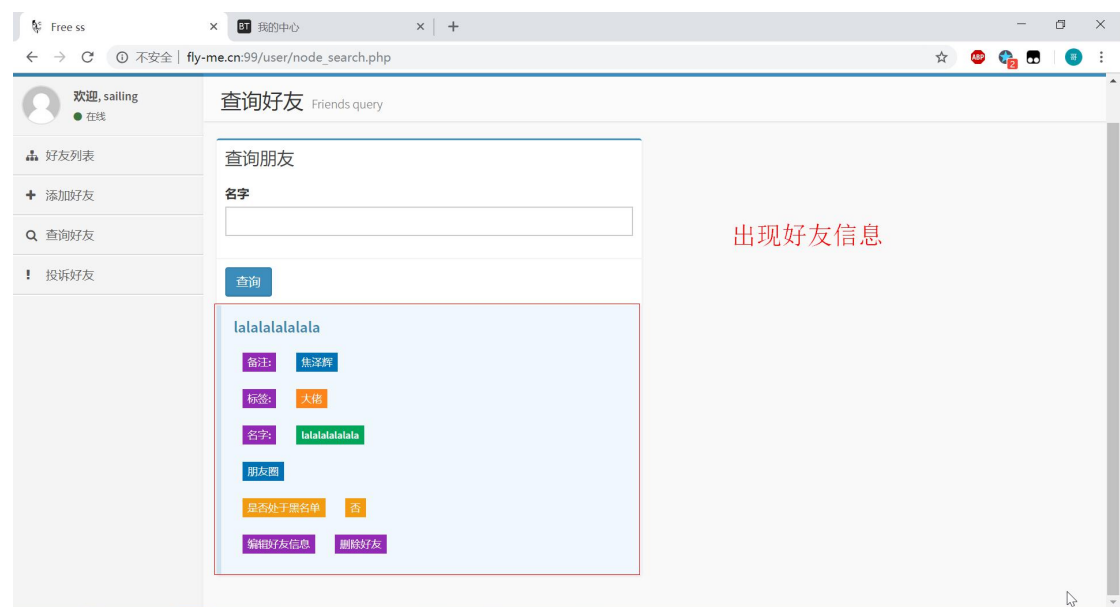 Free ss
我的中心
不安全 | fly-me.cn:99/user/node_search.php
ABP
2
哥
欢迎, sailing
在线
好友列表
添加好友
查询好友
投诉好友
查询好友 Friends query
查询朋友
名字
查询
lalalalalalala
备注: 焦泽辉
标签: 大佬
名字: lalalalalalala
朋友圈
是否处于黑名单 否
编辑好友信息 删除好友
出现好友信息